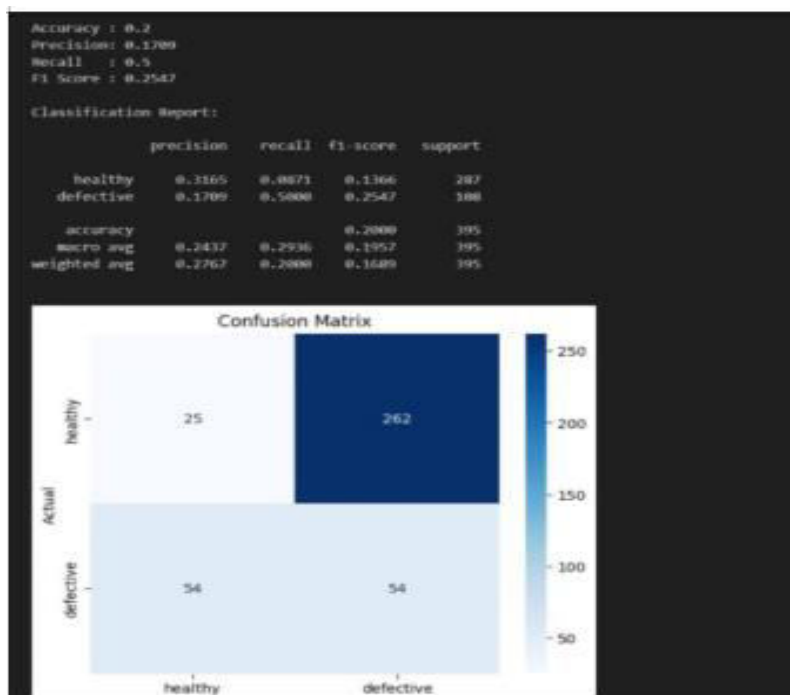 Accuracy : 0.2
Precision: 0.1709
Recall : 0.5
F1 Score : 0.2547
Classification Report:
precision recall f1-score support
healthy 0.3165 0.0871 0.1366 287
defective 0.1709 0.5000 0.2547 108
accuracy 0.2000 395
macro avg 0.2437 0.2936 0.1957 395
weighted avg 0.2767 0.2000 0.1689 395
Confusion Matrix
250
25 262
healthy
200
150
Actual
100
54 54
defective
50
healthy defective